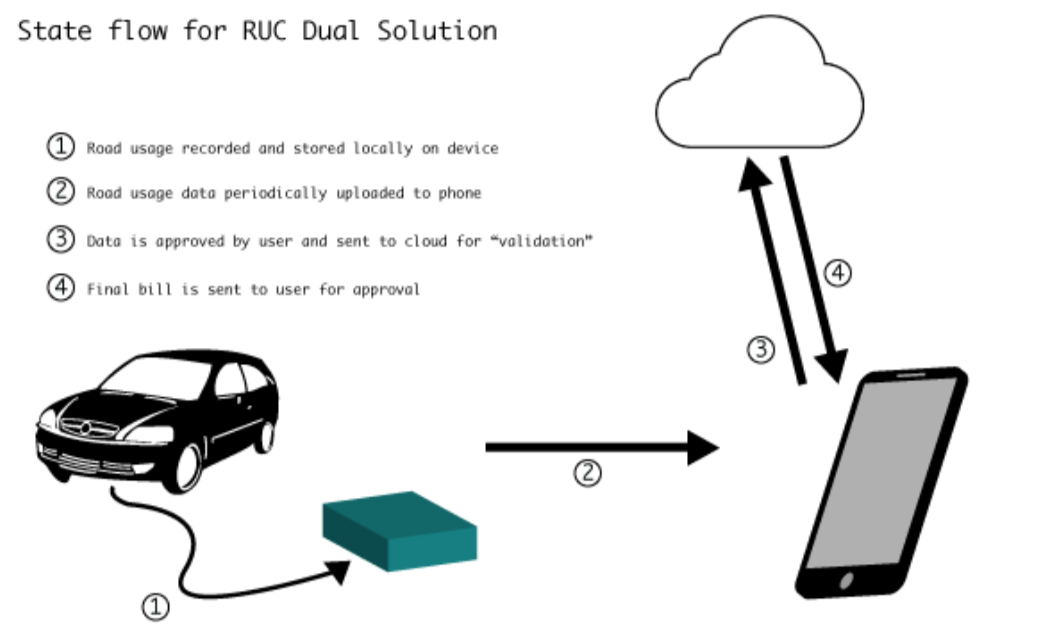 State flow for RUC Dual Solution
① Road usage recorded and stored locally on device
② Road usage data periodically uploaded to phone
③ Data is approved by user and sent to cloud for “validation”
④ Final bill is sent to user for approval
④
③
②
①